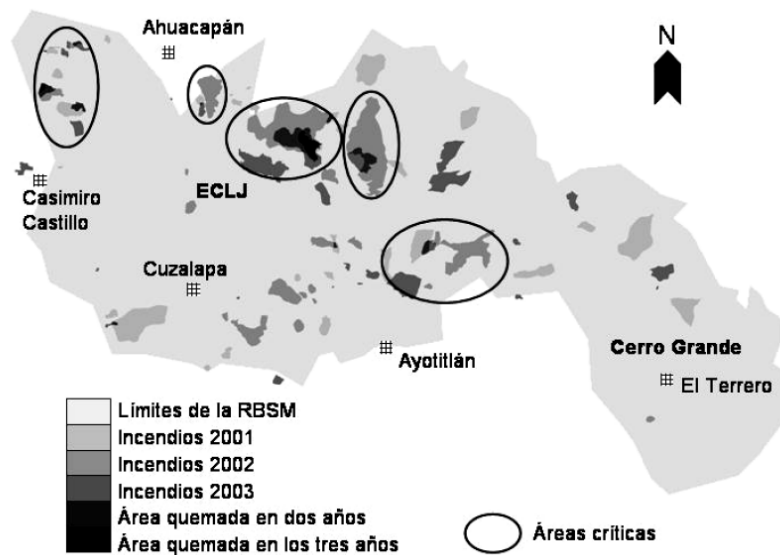 Ahuacapán
N
ECLJ
Casimiro
Castillo
Cuzalapa
Ayotitlán
Cerro Grande
El Terrero
Límites de la RBSM
Incendios 2001
Incendios 2002
Incendios 2003
Área quemada en dos años
Área quemada en los tres años
Áreas críticas